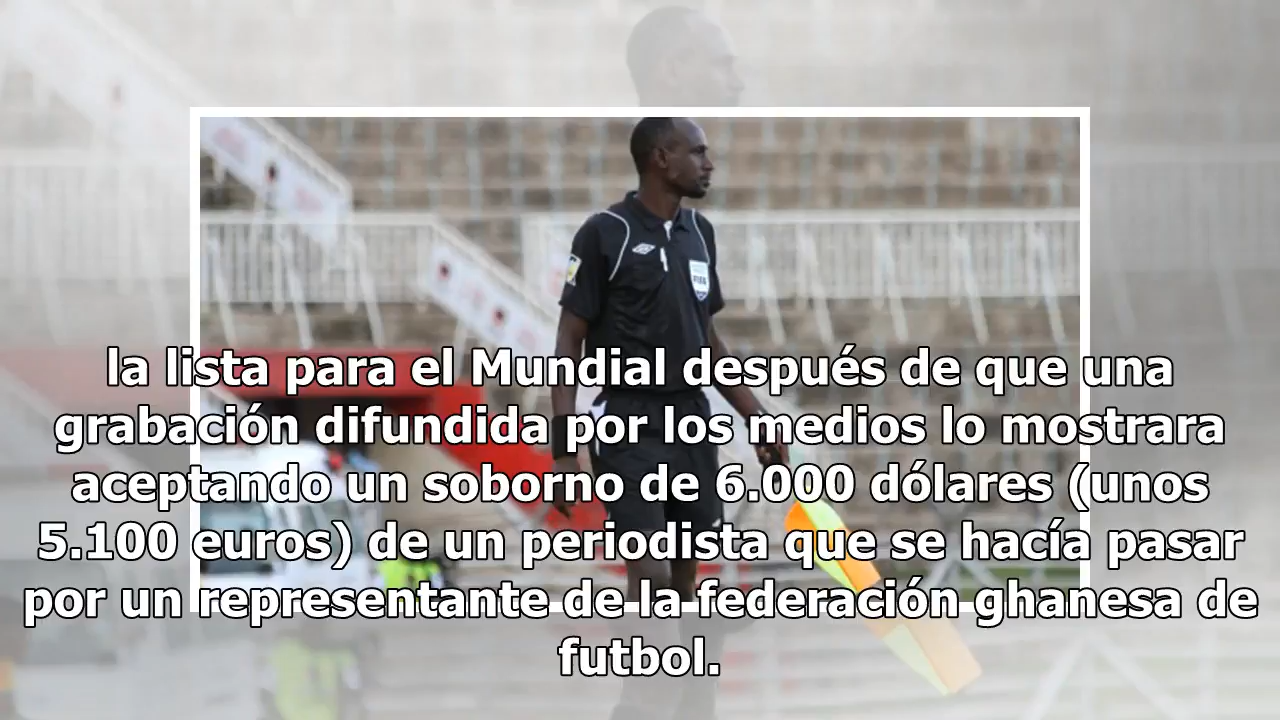 la lista para el Mundial después de que una
grabación difundida por los medios lo mostrara
aceptando un soborno de 6.000 dólares (unos
5.100 euros) de un periodista que se hacía pasar
por un representante de la federación ghanesa de
futbol.
FIFA